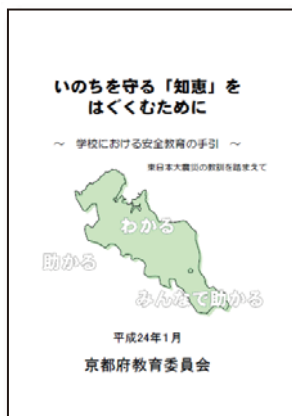 いのちを守る「知恵」を
はぐくむために
～ 学校における安全教育の手引 ～
東日本大震災の教訓を踏まえて
わかる
助かる
みんなで助かる
平成24年1月
京都府教育委員会